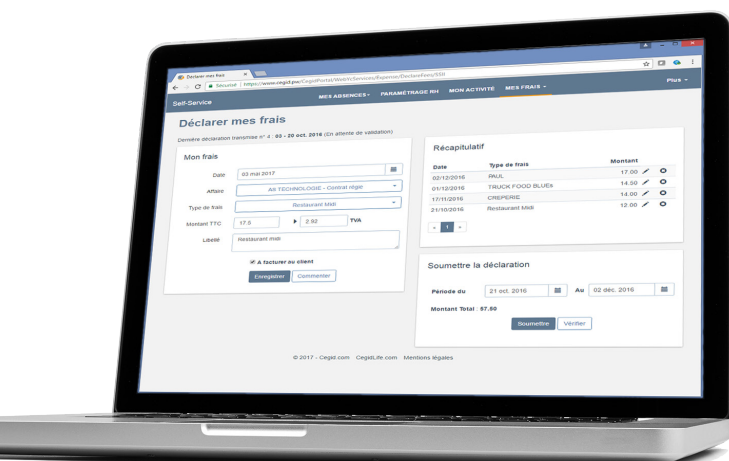 Déclarer mes frais
Sécurisé https://www.cegid.pw/CegidPortal/WebYcServices/Expense/DeclareFees/550
Self-Service
MES ABSENCES
PARAMÉTRAGE RH
MON ACTIVITÉ
MES FRAIS
Plus
Déclarer mes frais
Dernière déclaration transmise n° 4 : 03 - 20 oct. 2016 (En attente de validation)
Mon frais
Date 03 mai 2017
Affaire AX TECHNOLOGIE - Contrat régie
Type de frais Restaurant Midi
Montant TTC 17.5 2.92 TVA
Libellé Restaurant midi
A facturer au client
Enregistrer Commenter
Récapitulatif
Date Type de frais Montant
02/12/2016 PAUL 17.00
01/12/2016 TRUCK FOOD BLUEs 14.50
17/11/2016 CREPERIE 14.00
21/10/2016 Restaurant Midi 12.00
« 1 »
Soumettre la déclaration
Période du 21 oct. 2016 Au 02 déc. 2016
Montant Total : 57.50
Soumettre Vérifier
© 2017 - Cegid.com CegidLife.com Mentions légales